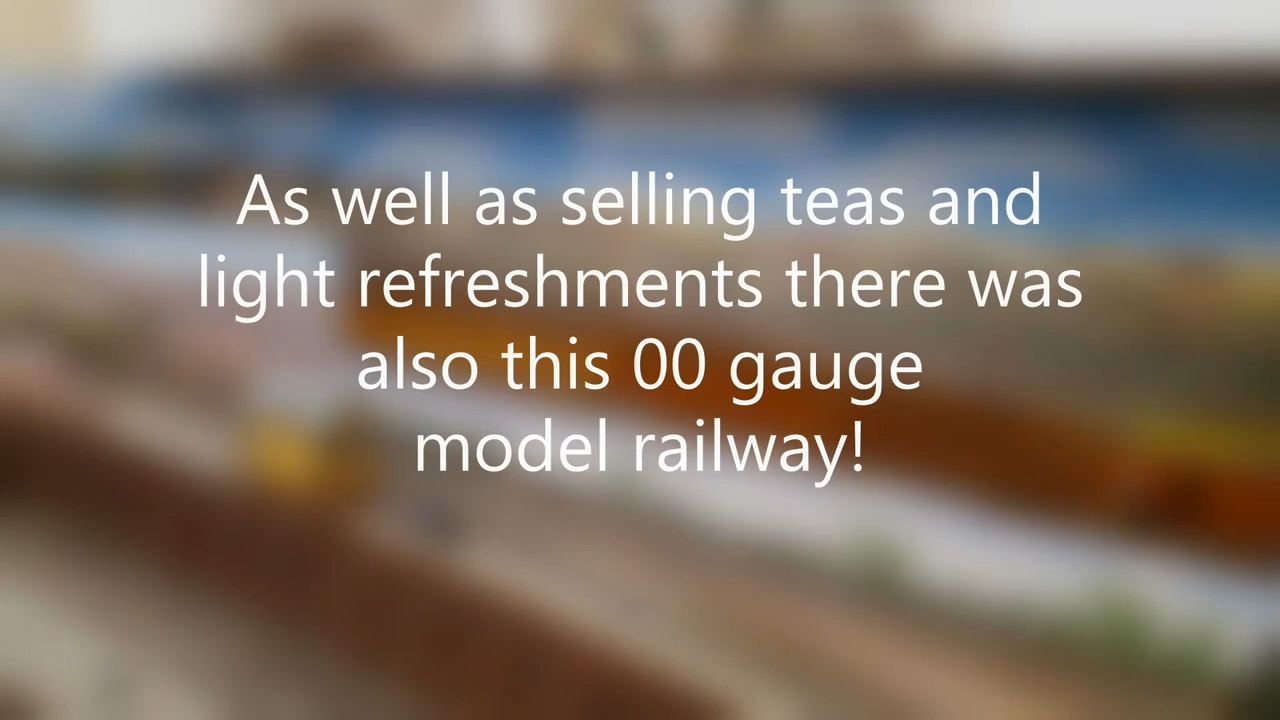 As well as selling teas and
light refreshments there was
also this 00 gauge
model railway!